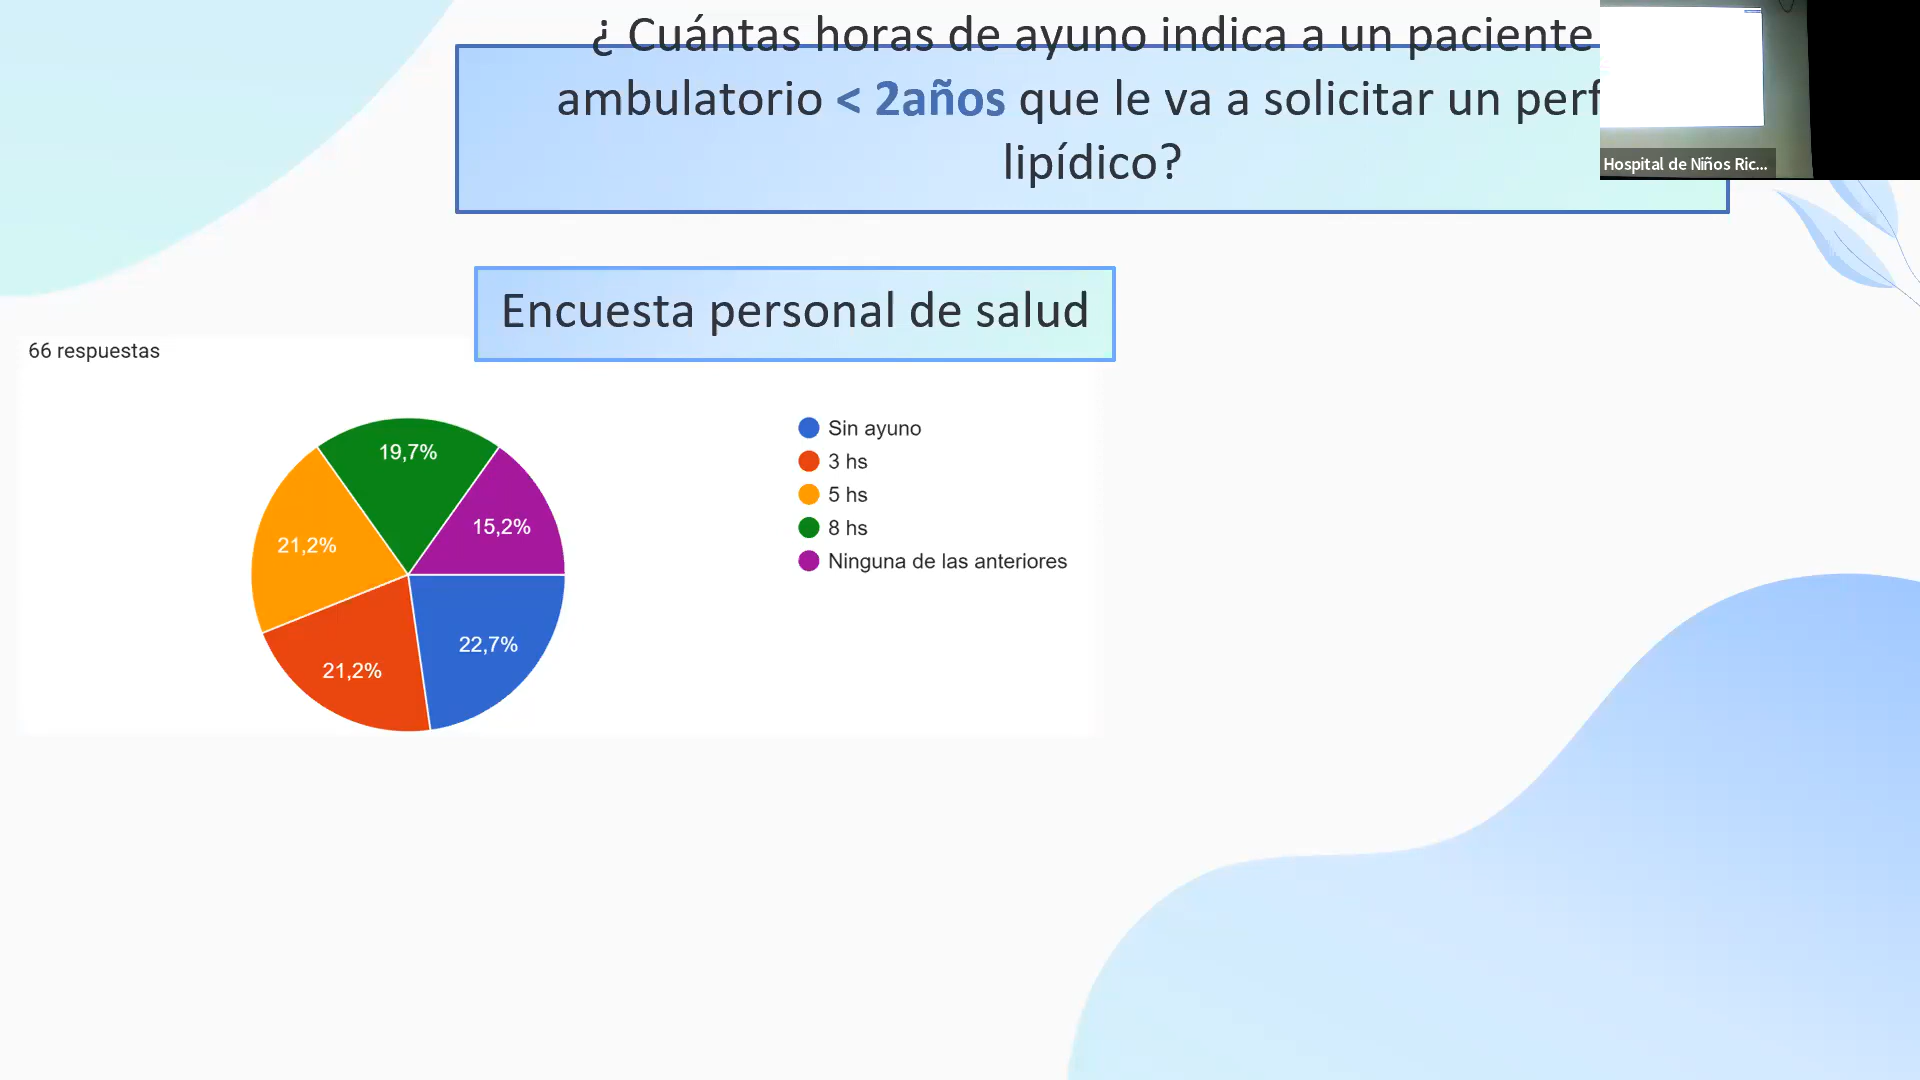 ¿ Cuántas horas de ayuno indica a un paciente
ambulatorio < 2años que le va a solicitar un
lipídico?
Hospital de Niños Ric...
Encuesta personal de salud
66 respuestas
19,7%
15,2%
21,2%
22,7%
21,2%
Sin ayuno
3 hs
5 hs
8 hs
Ninguna de las anteriores